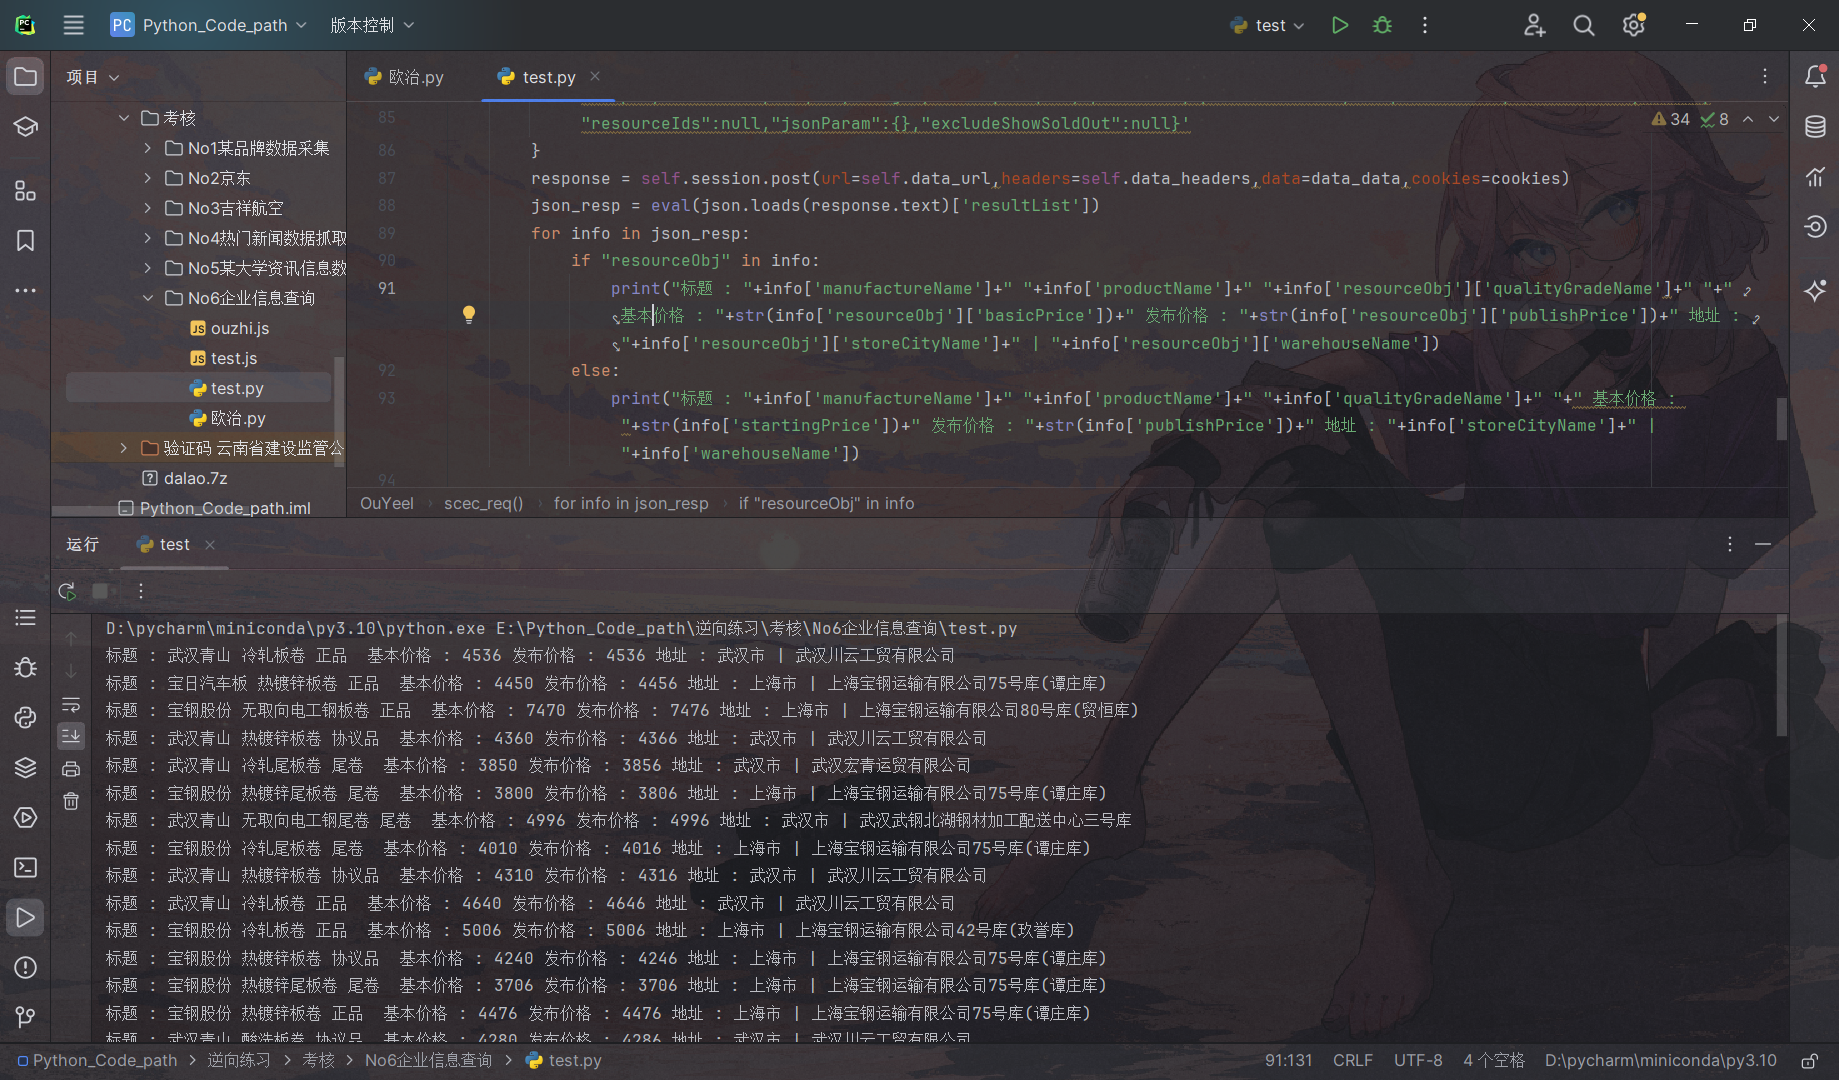 PC Python_Code_path 版本控制 test
项目
欧冶.py test.py
考核
No1某品牌数据采集
No2京东
No3吉祥航空
No4热门新闻数据抓取
No5某大学资讯信息数
No6企业信息查询
JS ouzhi.js
JS test.js
test.py
欧冶.py
验证码 云南省建设监管公
dalao.7z
Python_Code_path.iml
34 8
85 "resourceIds":null,"jsonParam":{},"excludeShowSoldOut":null}'
86 }
87 response = self.session.post(url=self.data_url,headers=self.data_headers,data=data_data,cookies=cookies)
88 json_resp = eval(json.loads(response.text)['resultList'])
89 for info in json_resp:
90 if "resourceObj" in info:
91 print("标题 : "+info['manufactureName']+" "+info['productName']+" "+info['resourceObj']['qualityGradeName']+" "+"
基本价格 : "+str(info['resourceObj']['basicPrice'])+" 发布价格 : "+str(info['resourceObj']['publishPrice'])+" 地址 :
"+info['resourceObj']['storeCityName']+" | "+info['resourceObj']['warehouseName'])
92 else:
93 print("标题 : "+info['manufactureName']+" "+info['productName']+" "+info['qualityGradeName']+" "+" 基本价格 :
"+str(info['startingPrice'])+" 发布价格 : "+str(info['publishPrice'])+" 地址 : "+info['storeCityName']+" |
"+info['warehouseName'])
94
OuYeel scec_req() for info in json_resp if "resourceObj" in info
运行 test
D:\pycharm\miniconda\py3.10\python.exe E:\Python_Code_path\逆向练习\考核\No6企业信息查询\test.py
标题 : 武汉青山 冷轧板卷 正品 基本价格 : 4536 发布价格 : 4536 地址 : 武汉市 | 武汉川云工贸有限公司
标题 : 宝日汽车板 热镀锌板卷 正品 基本价格 : 4450 发布价格 : 4456 地址 : 上海市 | 上海宝钢运输有限公司75号库(谭庄库)
标题 : 宝钢股份 无取向电工钢板卷 正品 基本价格 : 7470 发布价格 : 7476 地址 : 上海市 | 上海宝钢运输有限公司80号库(贸恒库)
标题 : 武汉青山 热镀锌板卷 协议品 基本价格 : 4360 发布价格 : 4366 地址 : 武汉市 | 武汉川云工贸有限公司
标题 : 武汉青山 冷轧尾板卷 尾卷 基本价格 : 3850 发布价格 : 3856 地址 : 武汉市 | 武汉宏青运贸有限公司
标题 : 宝钢股份 热镀锌尾板卷 尾卷 基本价格 : 3800 发布价格 : 3806 地址 : 上海市 | 上海宝钢运输有限公司75号库(谭庄库)
标题 : 武汉青山 无取向电工钢尾卷 尾卷 基本价格 : 4996 发布价格 : 4996 地址 : 武汉市 | 武汉武钢北湖钢材加工配送中心三号库
标题 : 宝钢股份 冷轧尾板卷 尾卷 基本价格 : 4010 发布价格 : 4016 地址 : 上海市 | 上海宝钢运输有限公司75号库(谭庄库)
标题 : 武汉青山 热镀锌板卷 协议品 基本价格 : 4310 发布价格 : 4316 地址 : 武汉市 | 武汉川云工贸有限公司
标题 : 武汉青山 冷轧板卷 正品 基本价格 : 4640 发布价格 : 4646 地址 : 武汉市 | 武汉川云工贸有限公司
标题 : 宝钢股份 冷轧板卷 正品 基本价格 : 5006 发布价格 : 5006 地址 : 上海市 | 上海宝钢运输有限公司42号库(玖誉库)
标题 : 宝钢股份 热镀锌板卷 协议品 基本价格 : 4240 发布价格 : 4246 地址 : 上海市 | 上海宝钢运输有限公司75号库(谭庄库)
标题 : 宝钢股份 热镀锌尾板卷 尾卷 基本价格 : 3706 发布价格 : 3706 地址 : 上海市 | 上海宝钢运输有限公司75号库(谭庄库)
标题 : 宝钢股份 热镀锌板卷 正品 基本价格 : 4476 发布价格 : 4476 地址 : 上海市 | 上海宝钢运输有限公司75号库(谭庄库)
标题 : 武汉青山 酸洗板卷 协议品 基本价格 : 4280 发布价格 : 4286 地址 : 武汉市 | 武汉川云工贸有限公司
Python_Code_path > 逆向练习 > 考核 > No6企业信息查询 > test.py 91:131 CRLF UTF-8 4 个空格 D:\pycharm\miniconda\py3.10